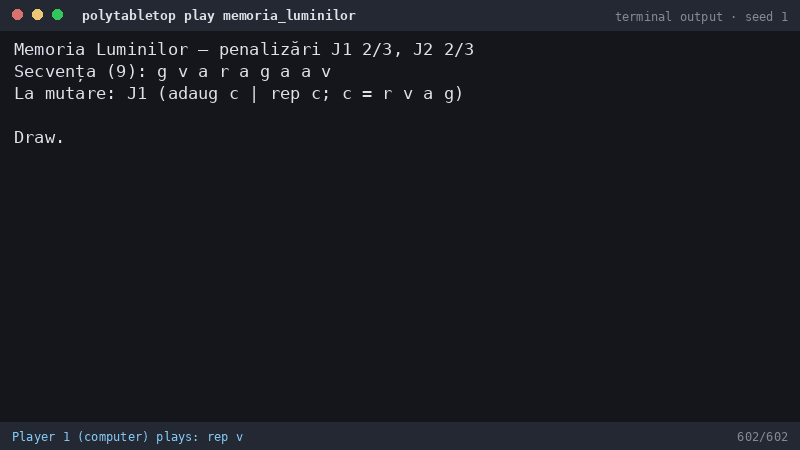 polytabletop play memoria_luminilor
terminal output · seed 1
Memoria Luminilor — penalizări J1 2/3, J2 2/3
Secvența (9): g v a r a g a a v
La mutare: J1 (adaug c | rep c; c = r v a g)
Draw.
Player 1 (computer) plays: rep v
602/602